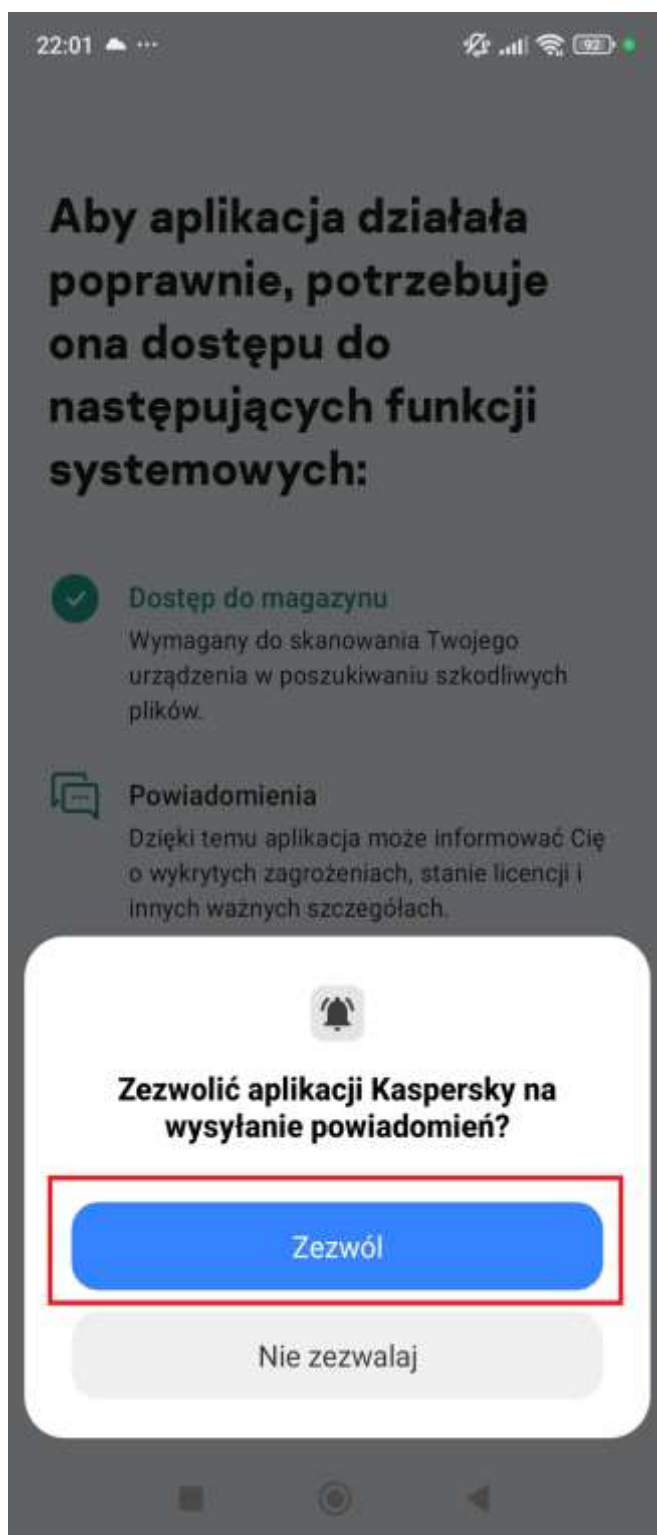 22:01 ...
92
Aby aplikacja działała
poprawnie, potrzebuje
ona dostępu do
następujących funkcji
systemowych:
Dostęp do magazynu
Wymagany do skanowania Twojego
urządzenia w poszukiwaniu szkodliwych
plików.
Powiadomienia
Dzięki temu aplikacja może informować Cię
o wykrytych zagrożeniach, stanie licencji i
innych ważnych szczegółach.
Zezwolić aplikacji Kaspersky na
wysyłanie powiadomień?
Zezwól
Nie zezwalaj